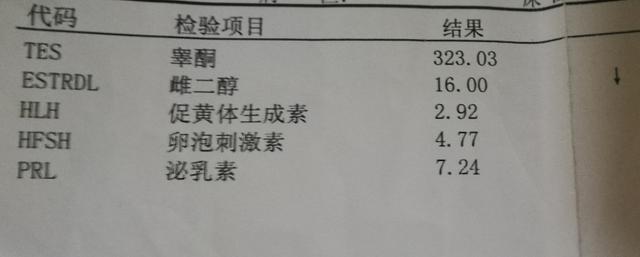 代码 检验项目 结果
TES 睾酮 323.03
ESTRDL 雌二醇 16.00 ↓
HLH 促黄体生成素 2.92
HFSH 卵泡刺激素 4.77
PRL 泌乳素 7.24